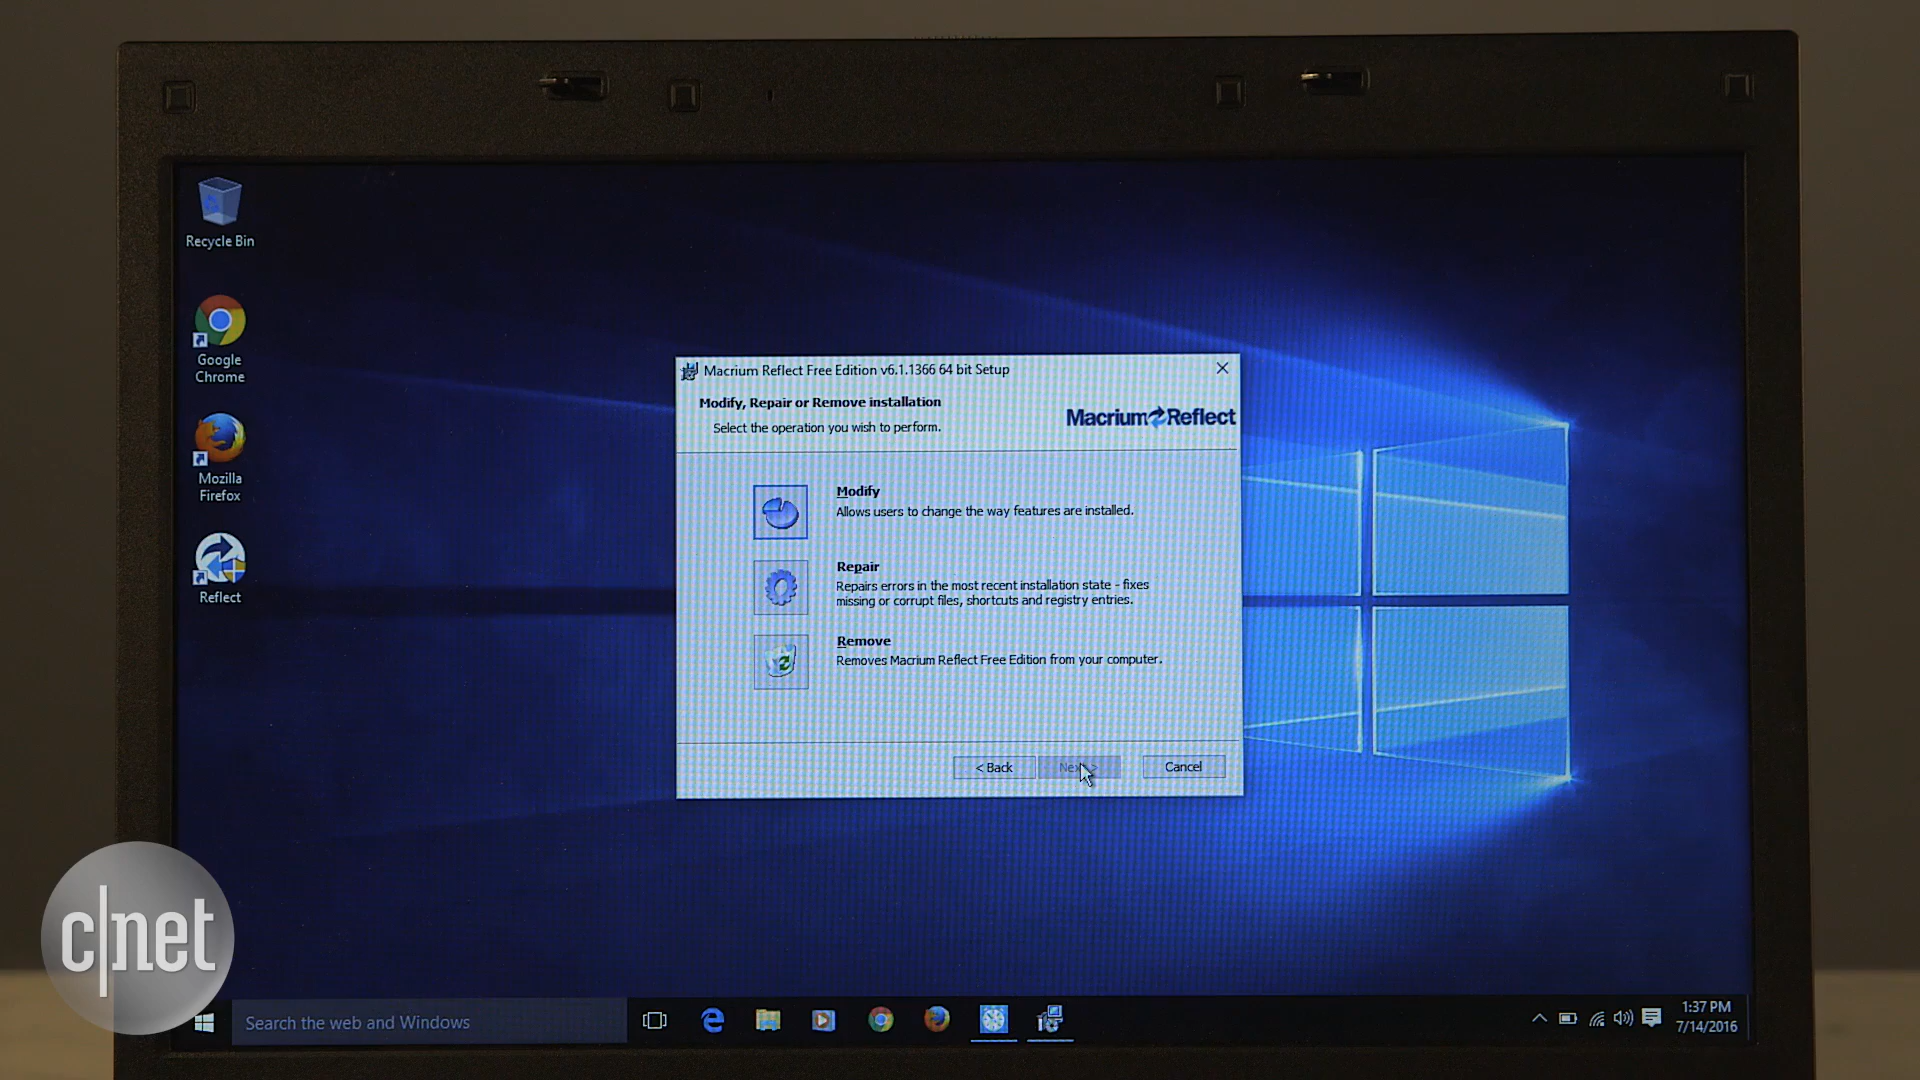 Recycle Bin
Google
Chrome
Mozilla
Firefox
Reflect
Macrium Reflect Free Edition v6.1.1366 64 bit Setup
Modify, Repair or Remove installation
Select the operation you wish to perform.
Macrium Reflect
Modify
Allows users to change the way features are installed.
Repair
Repairs errors in the most recent installation state - fixes
missing or corrupt files, shortcuts and registry entries.
Remove
Removes Macrium Reflect Free Edition from your computer.
< Back
Next >
Cancel
c|net
Search the web and Windows
1:37 PM
7/14/2016